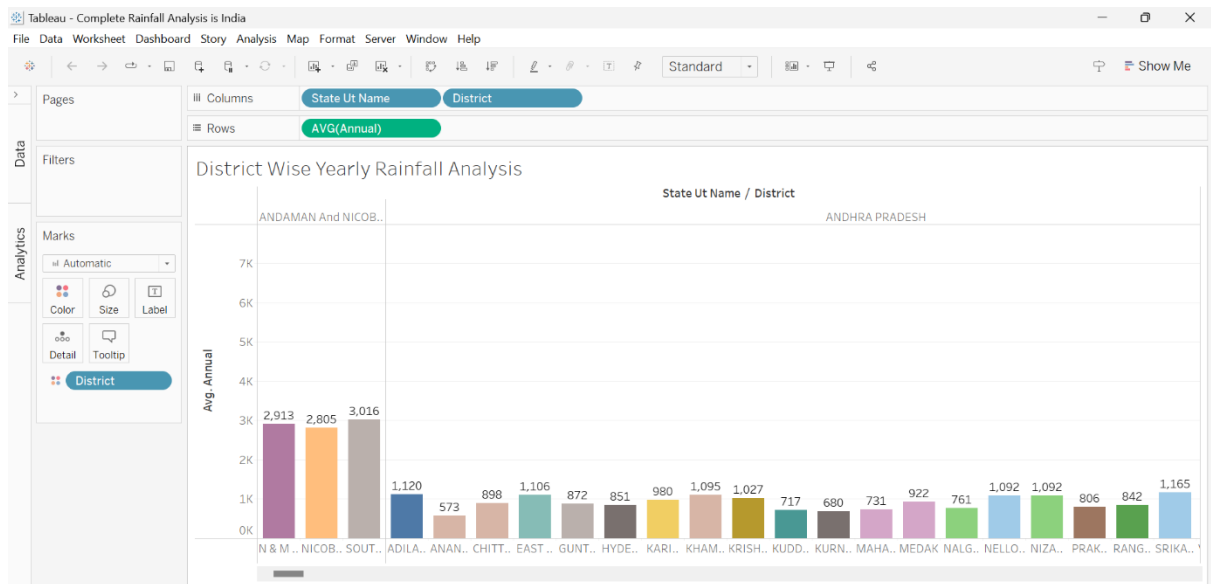 Tableau - Complete Rainfall Analysis is India
File Data Worksheet Dashboard Story Analysis Map Format Server Window Help
Standard
Show Me
Pages
iii Columns State Ut Name District
Rows AVG(Annual)
Data
Filters
Analytics
Marks
Automatic
Color Size Label
Detail Tooltip
District
District Wise Yearly Rainfall Analysis
State Ut Name / District
ANDAMAN And NICOB.. ANDHRA PRADESH
Avg. Annual
7K
6K
5K
4K
3K
2K
1K
0K
2,913 2,805 3,016 1,120 573 898 1,106 872 851 980 1,095 1,027 717 680 731 922 761 1,092 1,092 806 842 1,165
N & M.. NICOB.. SOUT.. ADILA.. ANAN.. CHITT.. EAST .. GUNT.. HYDE.. KARI.. KHAM.. KRISH.. KUDD.. KURN.. MAHA.. MEDAK NALG.. NELLO.. NIZA.. PRAK.. RANG.. SRIKA..